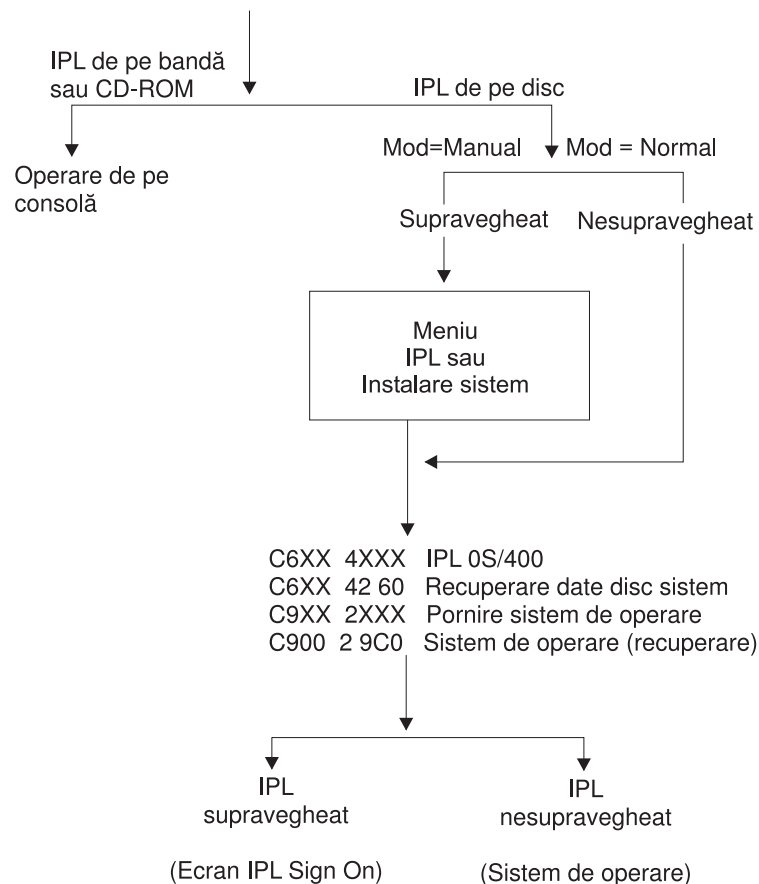 IPL de pe bandă
sau CD-ROM
IPL de pe disc
Operare de pe
consolă
Mod=Manual
Mod = Normal
Supravegheat
Nesupravegheat
Meniu
IPL sau
Instalare sistem
C6XX 4XXX IPL 0S/400
C6XX 42 60 Recuperare date disc sistem
C9XX 2XXX Pornire sistem de operare
C900 2 9C0 Sistem de operare (recuperare)
IPL
supravegheat
(Ecran IPL Sign On)
IPL
nesupravegheat
(Sistem de operare)